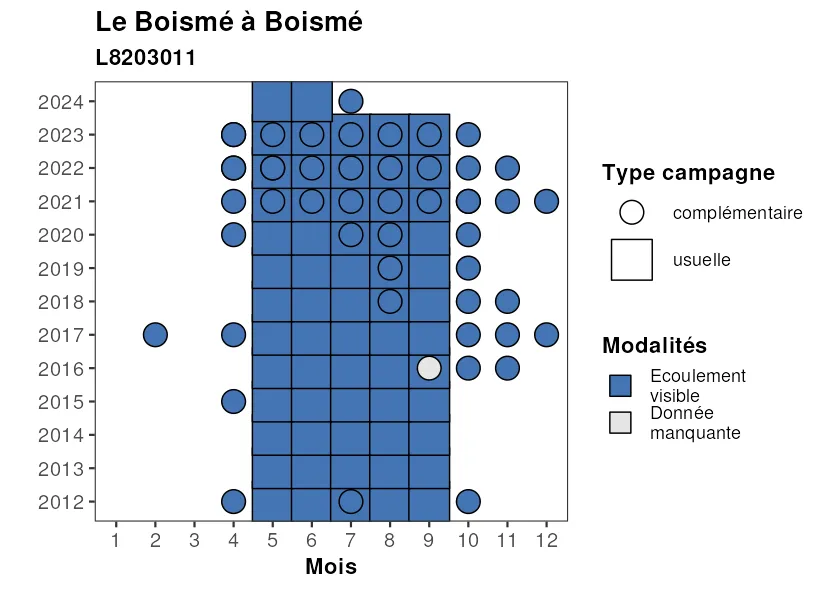 Le Boismé à Boismé
L8203011
2024
2023
2022
2021
2020
2019
2018
2017
2016
2015
2014
2013
2012
1 2 3 4 5 6 7 8 9 10 11 12
Mois
Type campagne
complémentaire
usuelle
Modalités
Ecoulement
visible
Donnée
manquante